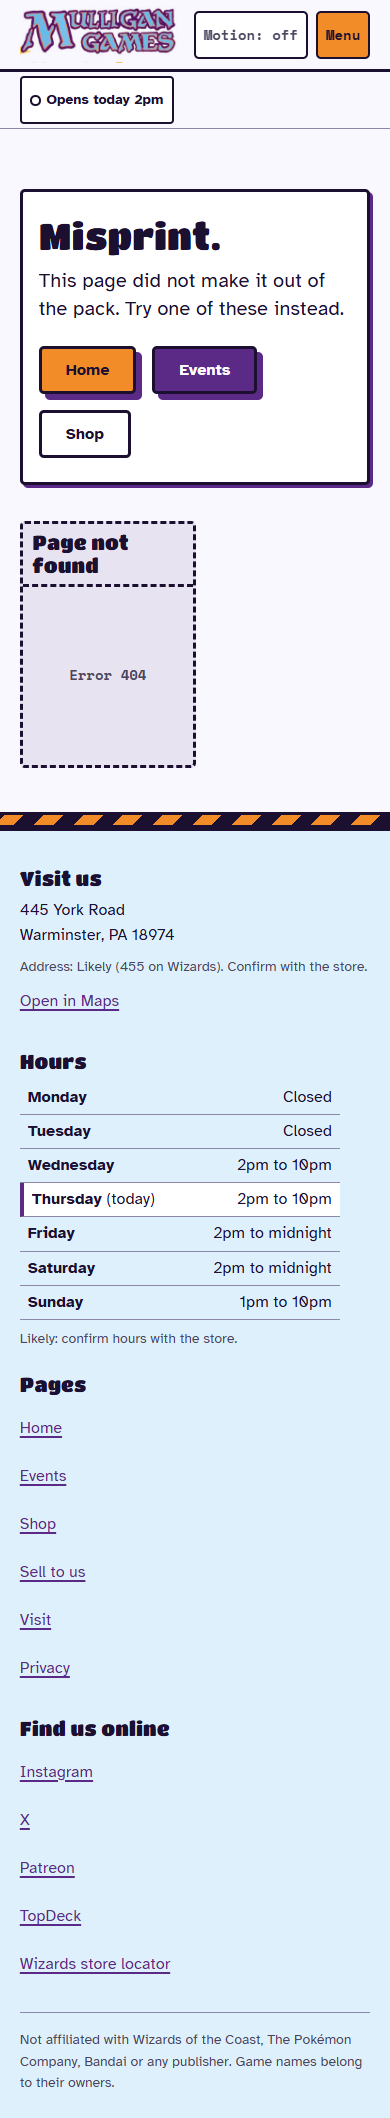 MULLIGAN
GAMES
Motion: off
Menu
Opens today 2pm
Misprint.
This page did not make it out of
the pack. Try one of these instead.
Home
Events
Shop
Page not
found
Error 404
Visit us
445 York Road
Warminster, PA 18974
Address: Likely (455 on Wizards). Confirm with the store.
Open in Maps
Hours
Monday Closed
Tuesday Closed
Wednesday 2pm to 10pm
Thursday (today) 2pm to 10pm
Friday 2pm to midnight
Saturday 2pm to midnight
Sunday 1pm to 10pm
Likely: confirm hours with the store.
Pages
Home
Events
Shop
Sell to us
Visit
Privacy
Find us online
Instagram
X
Patreon
TopDeck
Wizards store locator
Not affiliated with Wizards of the Coast, The Pokémon
Company, Bandai or any publisher. Game names belong
to their owners.